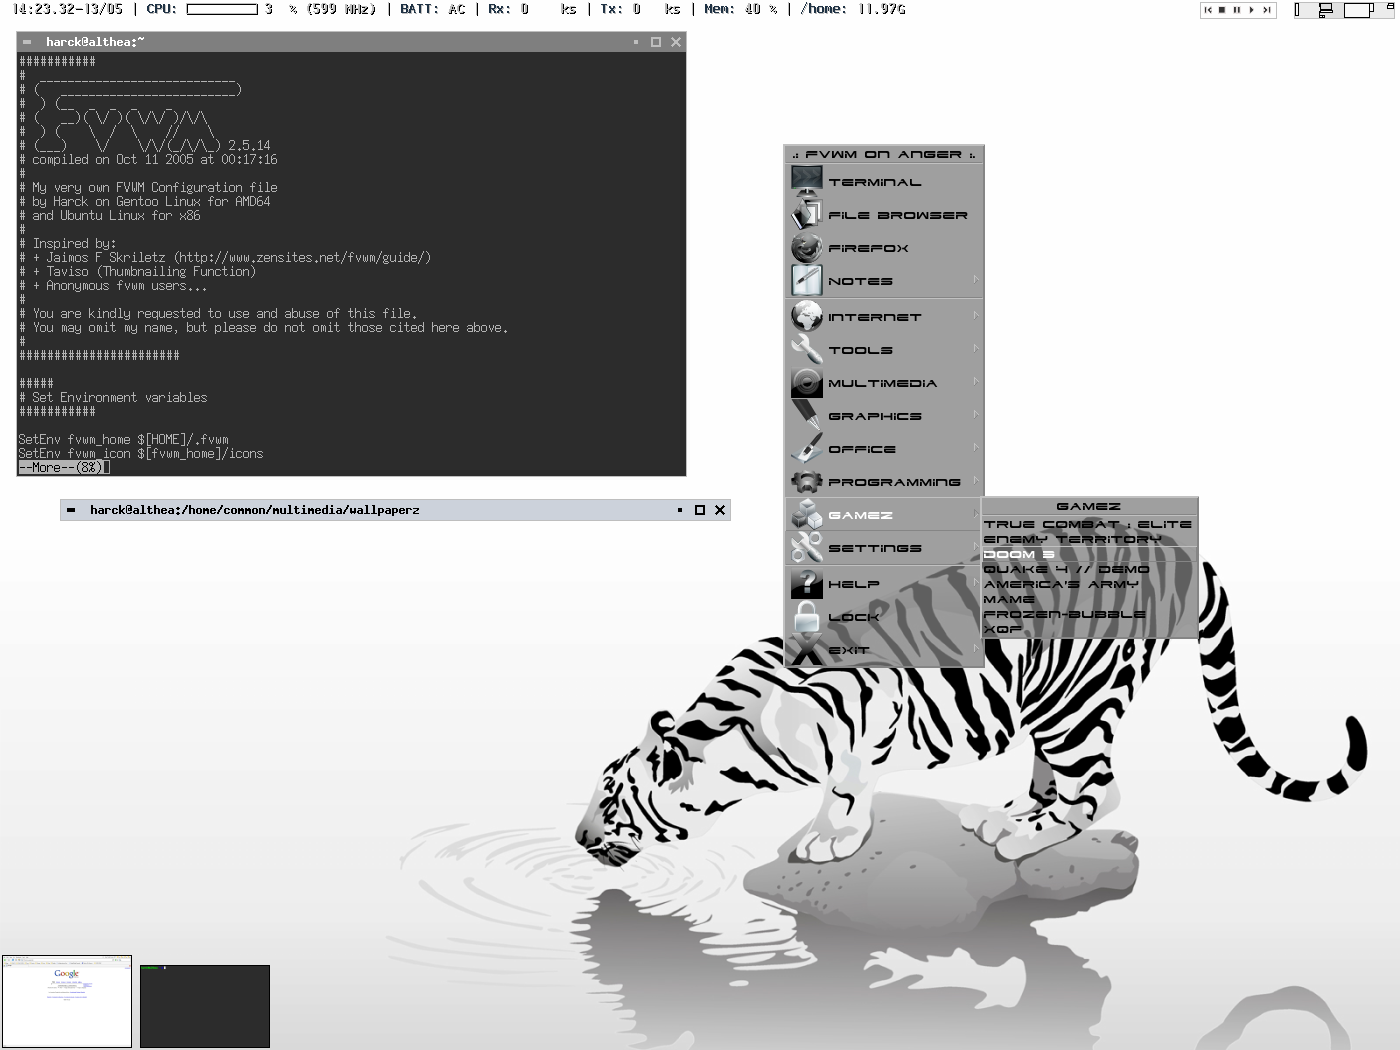 14:23.32-13/05 | CPU: 3 % (599 MHz) | BATT: AC | Rx: 0 ks | Tx: 0 ks | Mem: 40 % | /home: 11.97G
harck@althea:~
###########
#  ____________________________
# (   __________________________)
#  ) (__  _  _  _    _
# (   __)(\/ )(\/\/ )/\/\
#  ) (    \  /  \   //   \
# (___)    \/    \/\/(_/\/\_) 2.5.14
# compiled on Oct 11 2005 at 00:17:16
#
# My very own FVWM Configuration file
# by Harck on Gentoo Linux for AMD64
# and Ubuntu Linux for x86
#
# Inspired by:
# + Jaimos F Skriletz (http://www.zensites.net/fvwm/guide/)
# + Taviso (Thumbnailing Function)
# + Anonymous fvwm users...
#
# You are kindly requested to use and abuse of this file.
# You may omit my name, but please do not omit those cited here above.
#
#######################
#####
# Set Environment variables
###########
SetEnv fvwm_home $[HOME]/.fvwm
SetEnv fvwm_icon $[fvwm_home]/icons
--More--(8%)
harck@althea:/home/common/multimedia/wallpaperz
.: FVWM ON ANGER :.
TERMINAL
FILE BROWSER
FIREFOX
NOTES
INTERNET
TOOLS
MULTIMEDIA
GRAPHICS
OFFICE
PROGRAMMING
GAMEZ
SETTINGS
HELP
LOCK
EXIT
GAMEZ
TRUE COMBAT : ELITE
ENEMY TERRITORY
DOOM 3
QUAKE 4 // DEMO
AMERICA'S ARMY
MAME
FROZEN-BUBBLE
XQF
Google